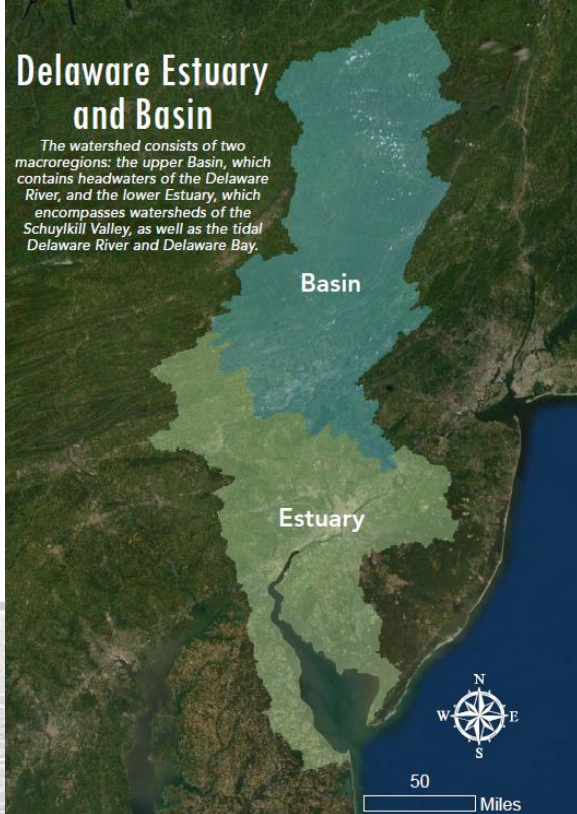 Delaware Estuary
and Basin
The watershed consists of two
macroregions: the upper Basin, which
contains headwaters of the Delaware
River, and the lower Estuary, which
encompasses watersheds of the
Schuylkill Valley, as well as the tidal
Delaware River and Delaware Bay.
Basin
Estuary
N
W E
S
50
Miles